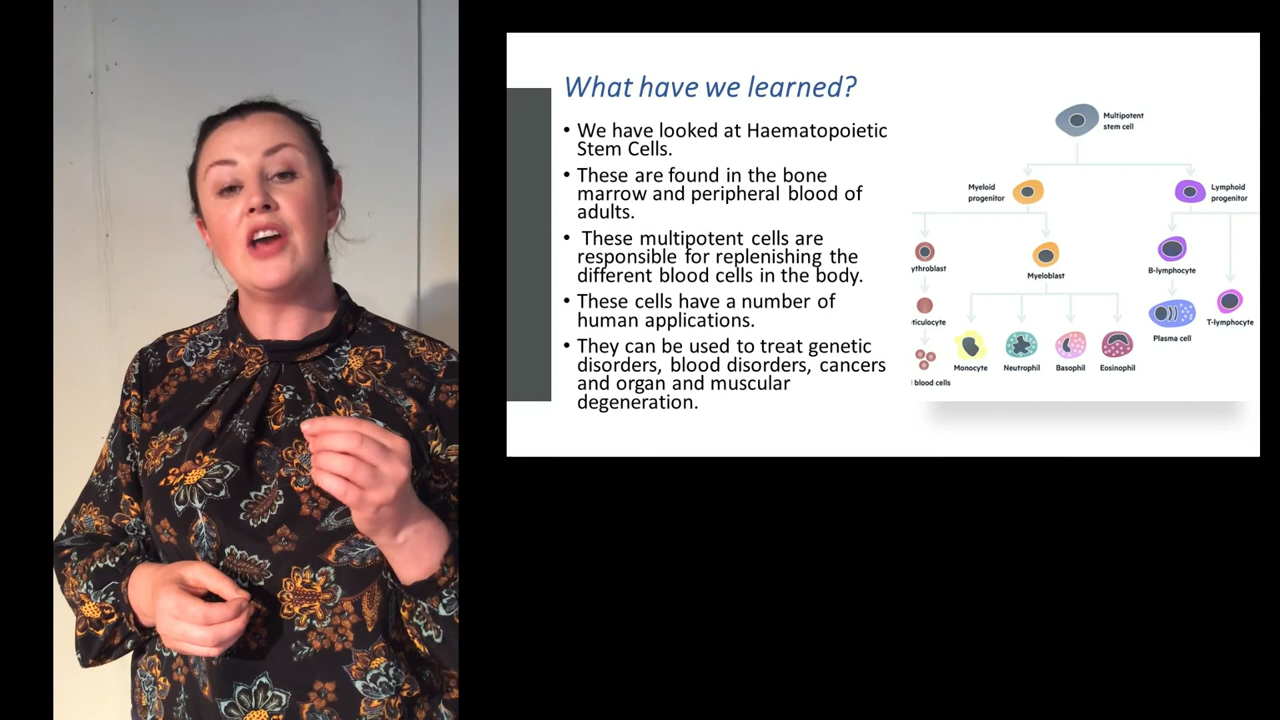 What have we learned?
• We have looked at Haematopoietic
Stem Cells.
• These are found in the bone
marrow and peripheral blood of
adults.
• These multipotent cells are
responsible for replenishing the
different blood cells in the body.
• These cells have a number of
human applications.
• They can be used to treat genetic
disorders, blood disorders, cancers
and organ and muscular
degeneration.
Multipotent
stem cell
Myeloid
progenitor
Lymphoid
progenitor
ythroblast
Myeloblast
B-lymphocyte
ticulocyte
T-lymphocyte
Plasma cell
Monocyte
Neutrophil
Basophil
Eosinophil
blood cells